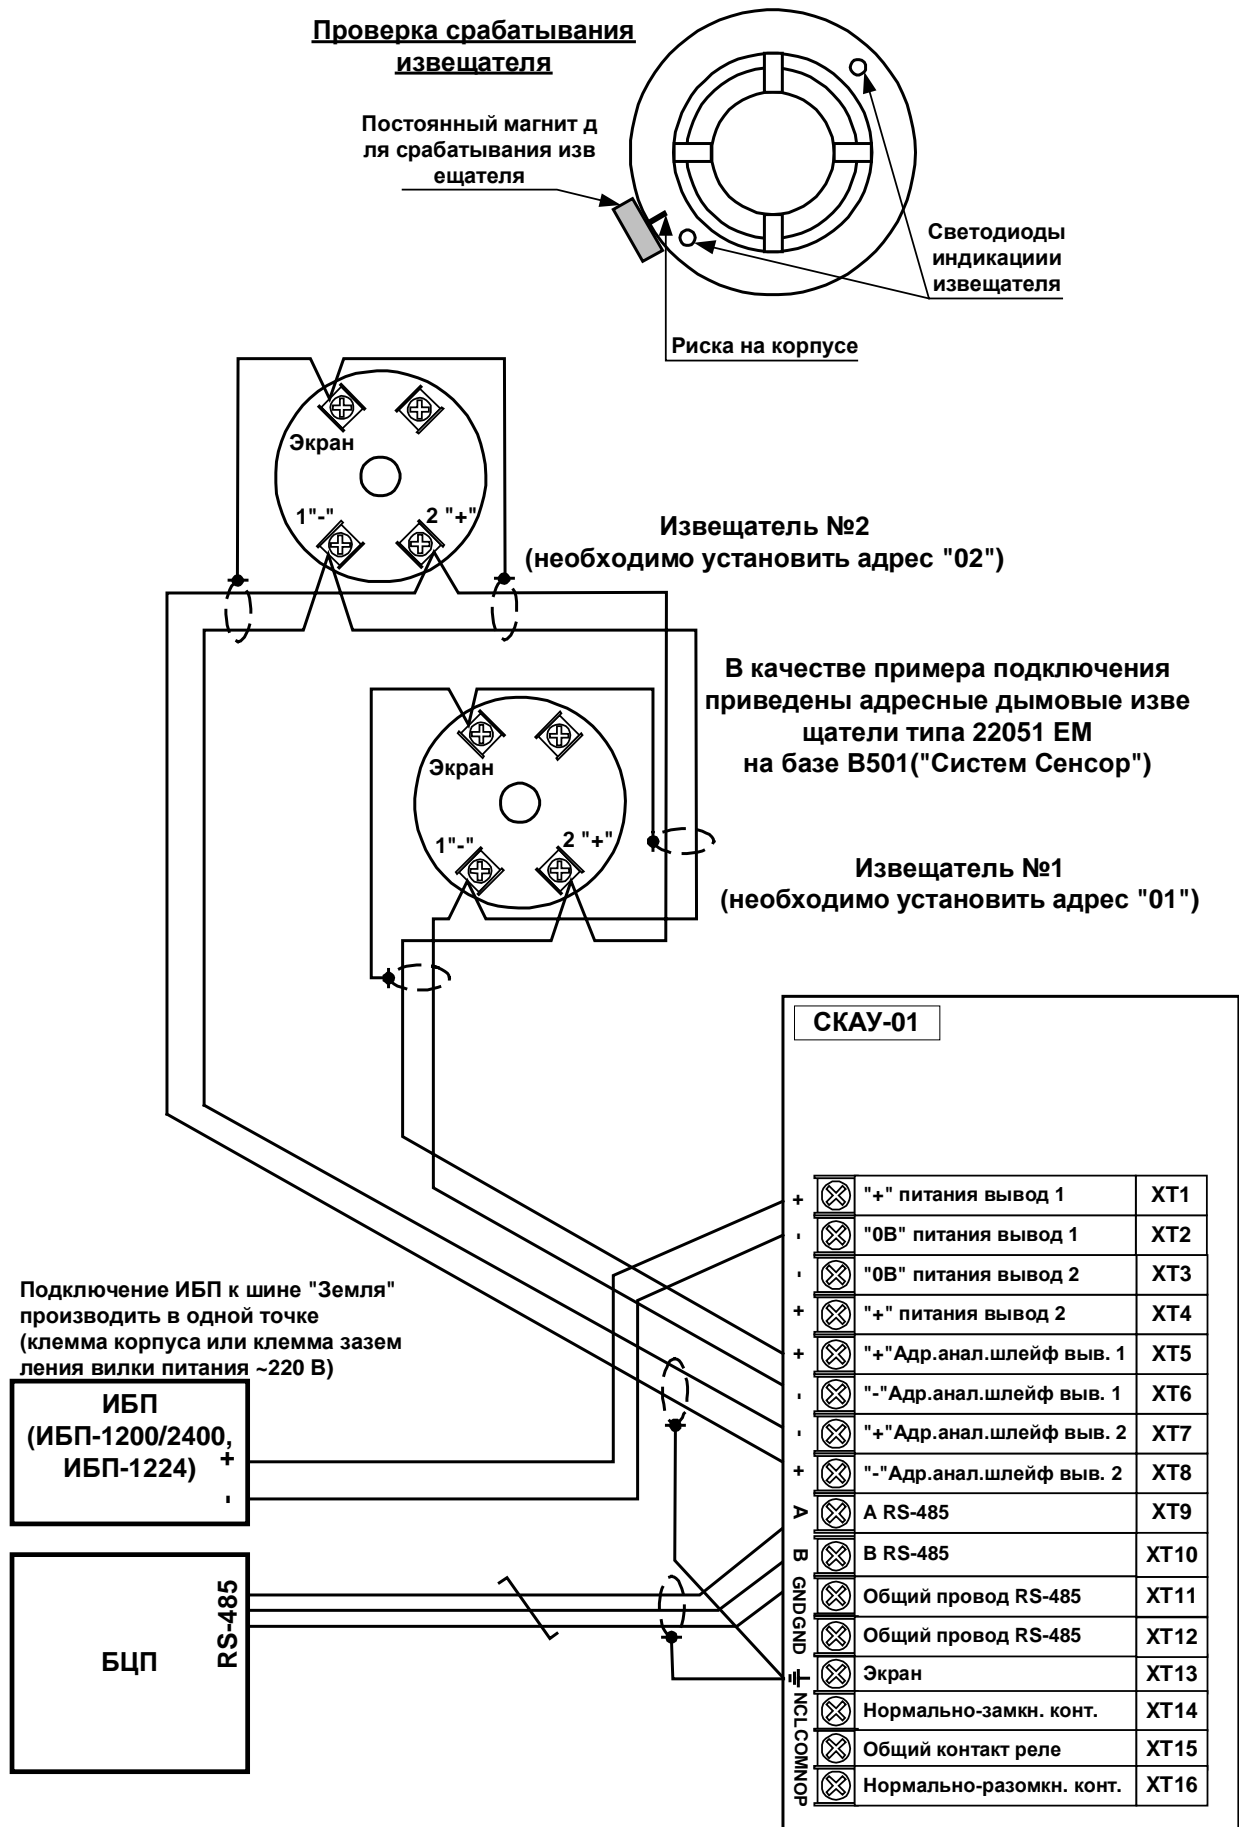 Проверка срабатывания
извещателя
Постоянный магнит д
ля срабатывания изв
ещателя
Светодиоды
индикациии
извещателя
Риска на корпусе
Экран
1"-"
2 "+"
Извещатель №2
(необходимо установить адрес "02")
В качестве примера подключения
приведены адресные дымовые изве
щатели типа 22051 ЕМ
на базе В501("Систем Сенсор")
Экран
1"-"
2 "+"
Извещатель №1
(необходимо установить адрес "01")
СКАУ-01
+ "+" питания вывод 1 XT1
- "0В" питания вывод 1 XT2
- "0В" питания вывод 2 XT3
+ "+" питания вывод 2 XT4
+ "+"Адр.анал.шлейф выв. 1 XT5
- "-"Адр.анал.шлейф выв. 1 XT6
- "+"Адр.анал.шлейф выв. 2 XT7
+ "-"Адр.анал.шлейф выв. 2 XT8
A A RS-485 XT9
B B RS-485 XT10
GND Общий провод RS-485 XT11
GND Общий провод RS-485 XT12
Экран XT13
NCL Нормально-замкн. конт. XT14
COM Общий контакт реле XT15
NOP Нормально-разомкн. конт. XT16
Подключение ИБП к шине "Земля"
производить в одной точке
(клемма корпуса или клемма зазем
ления вилки питания ~220 В)
ИБП
(ИБП-1200/2400,
ИБП-1224)
+
-
БЦП
RS-485